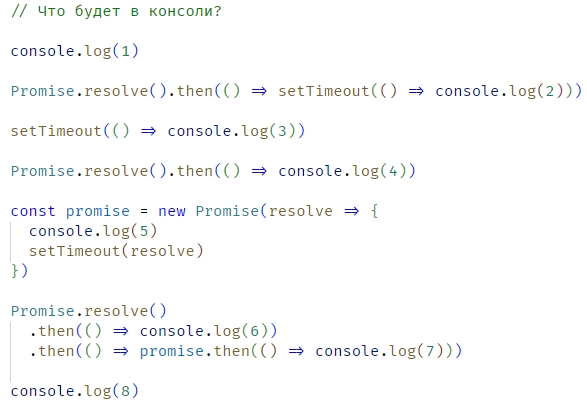 // Что будет в консоли?
console.log(1)
Promise.resolve().then(() => setTimeout(() => console.log(2)))
setTimeout(() => console.log(3))
Promise.resolve().then(() => console.log(4))
const promise = new Promise(resolve => {
  console.log(5)
  setTimeout(resolve)
})
Promise.resolve()
  .then(() => console.log(6))
  .then(() => promise.then(() => console.log(7)))
console.log(8)